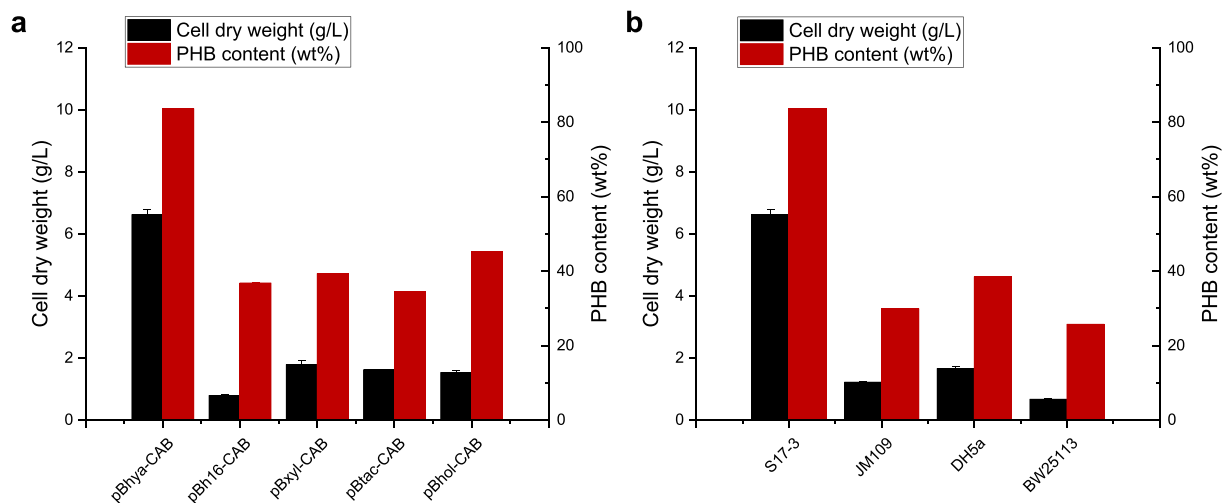 a
Cell dry weight (g/L)
PHB content (wt%)
12
10
8
6
4
2
0
Cell dry weight (g/L)
100
80
60
40
20
0
PHB content (wt%)
pBhya-CAB
pBh16-CAB
pBxyl-CAB
pBtac-CAB
pBhol-CAB
b
Cell dry weight (g/L)
PHB content (wt%)
12
10
8
6
4
2
0
Cell dry weight (g/L)
100
80
60
40
20
0
PHB content (wt%)
S17-3
JM109
DH5a
BW25113